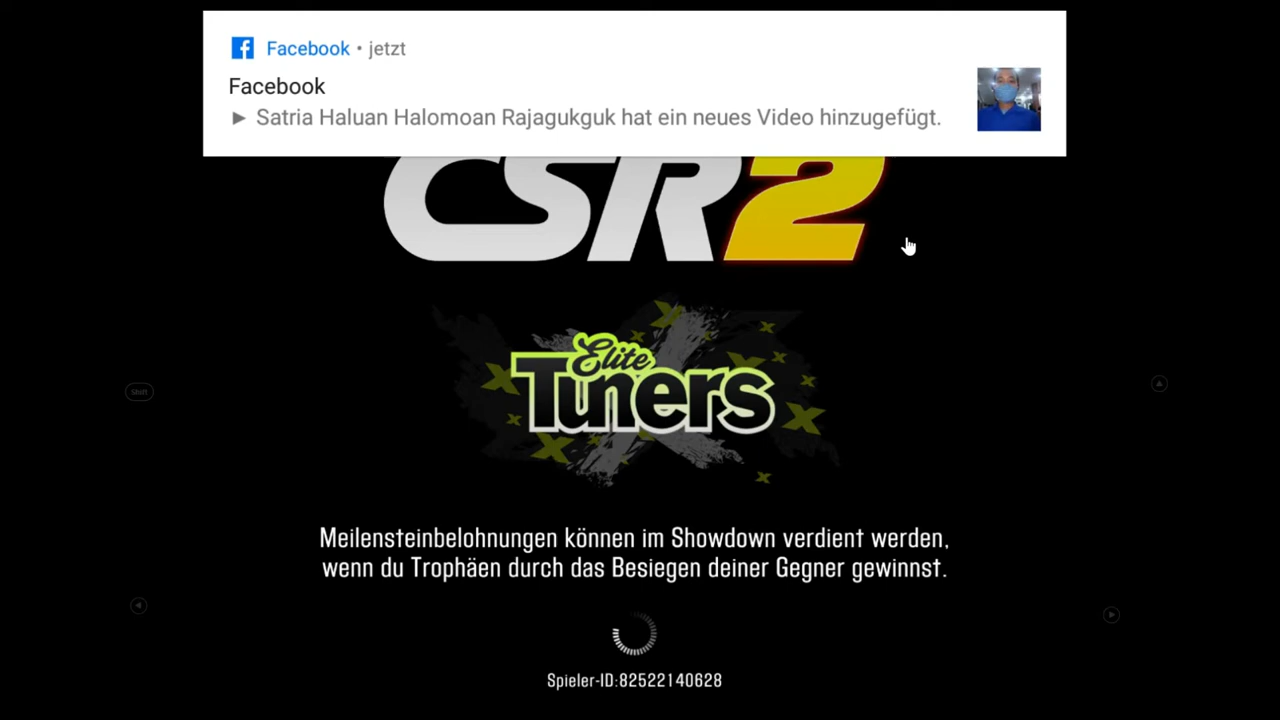 Facebook • jetzt
Facebook
► Satria Haluan Halomoan Rajagukguk hat ein neues Video hinzugefügt.
CSR2
Elite
Tuners
Shift
Meilensteinbelohnungen können im Showdown verdient werden,
wenn du Trophäen durch das Besiegen deiner Gegner gewinnst.
Spieler-ID:82522140628